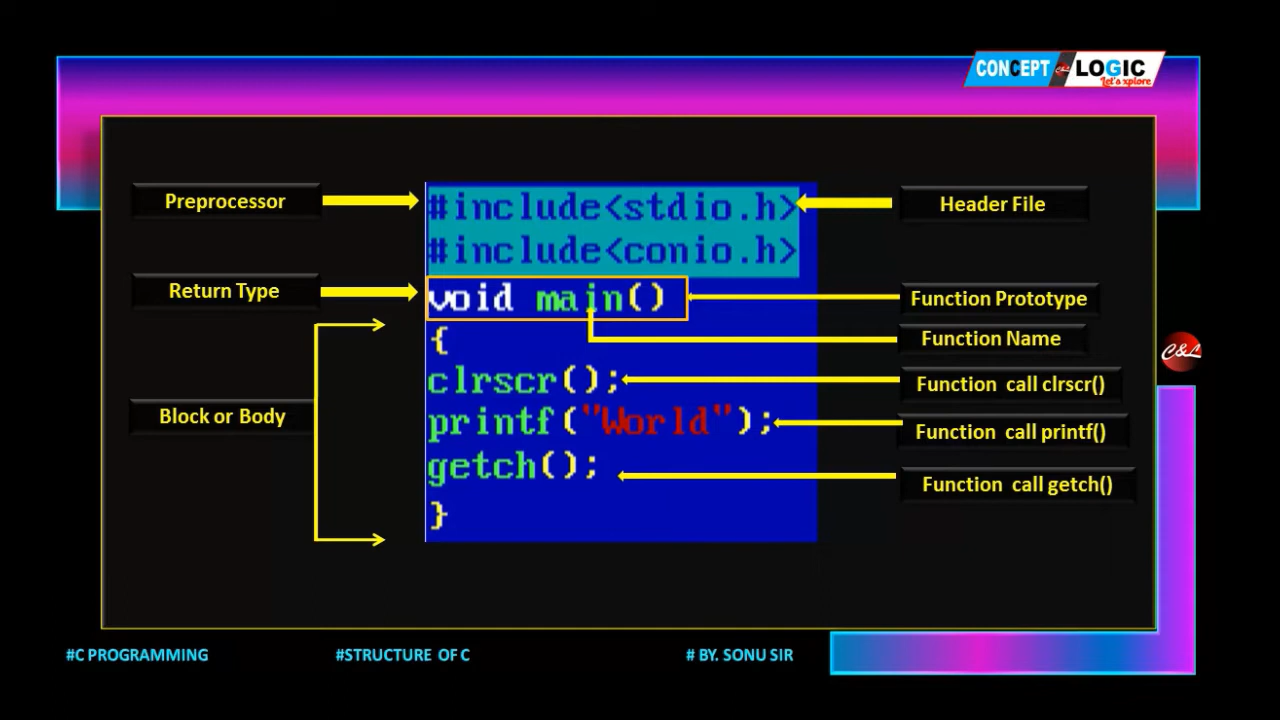 CONCEPT C&L LOGIC
Let's xplore
Preprocessor
#include<stdio.h>
Header File
#include<conio.h>
Return Type
void main()
Function Prototype
{
Function Name
clrscr();
Function call clrscr()
Block or Body
printf("World");
Function call printf()
getch();
Function call getch()
}
C&L
#C PROGRAMMING
#STRUCTURE OF C
# BY. SONU SIR